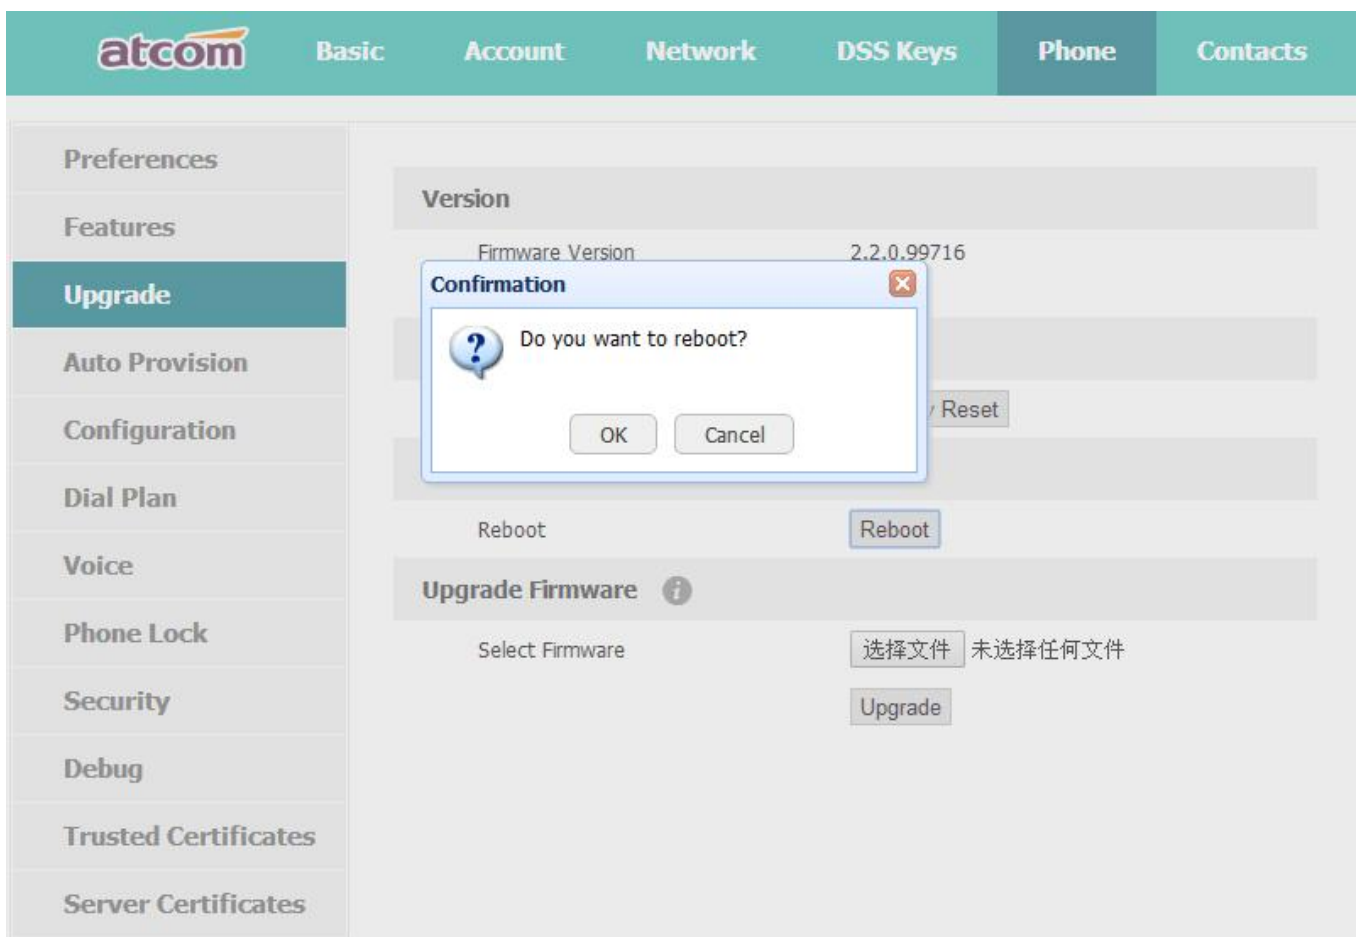 atcom Basic Account Network DSS Keys Phone Contacts
Preferences
Features
Upgrade
Auto Provision
Configuration
Dial Plan
Voice
Phone Lock
Security
Debug
Trusted Certificates
Server Certificates
Version
Firmware Version 2.2.0.99716
Confirmation
Do you want to reboot?
OK Cancel
Reset
Reboot Reboot
Upgrade Firmware
Select Firmware 选择文件 未选择任何文件
Upgrade